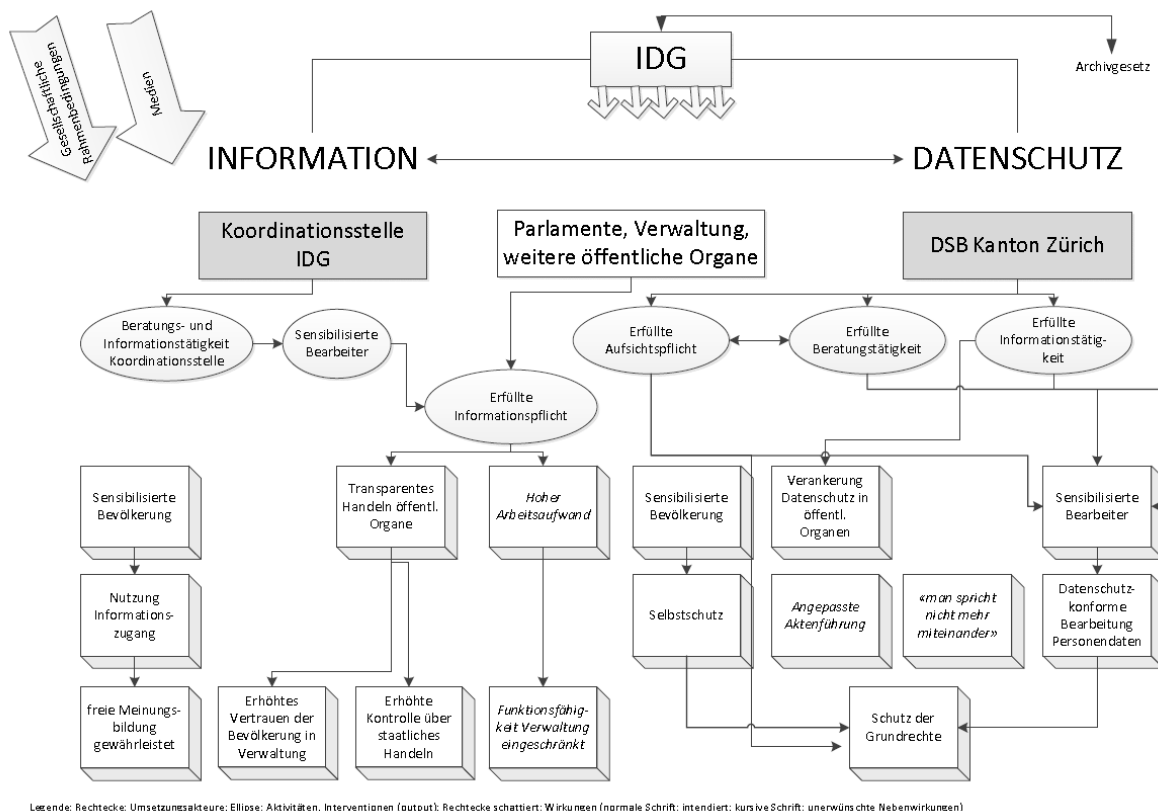 Gesellschaftliche
Rahmenbedingungen
Medien
IDG
Archivgesetz
INFORMATION
DATENSCHUTZ
Koordinationsstelle
IDG
Parlamente, Verwaltung,
weitere öffentliche Organe
DSB Kanton Zürich
Beratungs- und
Informationstätigkeit
Koordinationsstelle
Sensibilisierte
Bearbeiter
Erfüllte
Aufsichtspflicht
Erfüllte
Beratungstätigkeit
Erfüllte
Informationstätig-
keit
Erfüllte
Informationspflicht
Sensibilisierte
Bevölkerung
Transparentes
Handeln öffentl.
Organe
Hoher
Arbeitsaufwand
Sensibilisierte
Bevölkerung
Verankerung
Datenschutz in
öffentl.
Organen
Sensibilisierte
Bearbeiter
Nutzung
Informations-
zugang
Selbstschutz
Angepasste
Aktenführung
«man spricht
nicht mehr
miteinander»
Datenschutz-
konforme
Bearbeitung
Personendaten
freie Meinungs-
bildung
gewährleistet
Erhöhtes
Vertrauen der
Bevölkerung in
Verwaltung
Erhöhte
Kontrolle über
staatliches
Handeln
Funktionsfähig-
keit Verwaltung
eingeschränkt
Schutz der
Grundrechte
Legende: Rechtecke: Umsetzungsakteure; Ellipse: Aktivitäten, Interventionen (output); Rechtecke schattiert: Wirkungen (normale Schrift: intendiert; kursive Schrift: unerwünschte Nebenwirkungen)